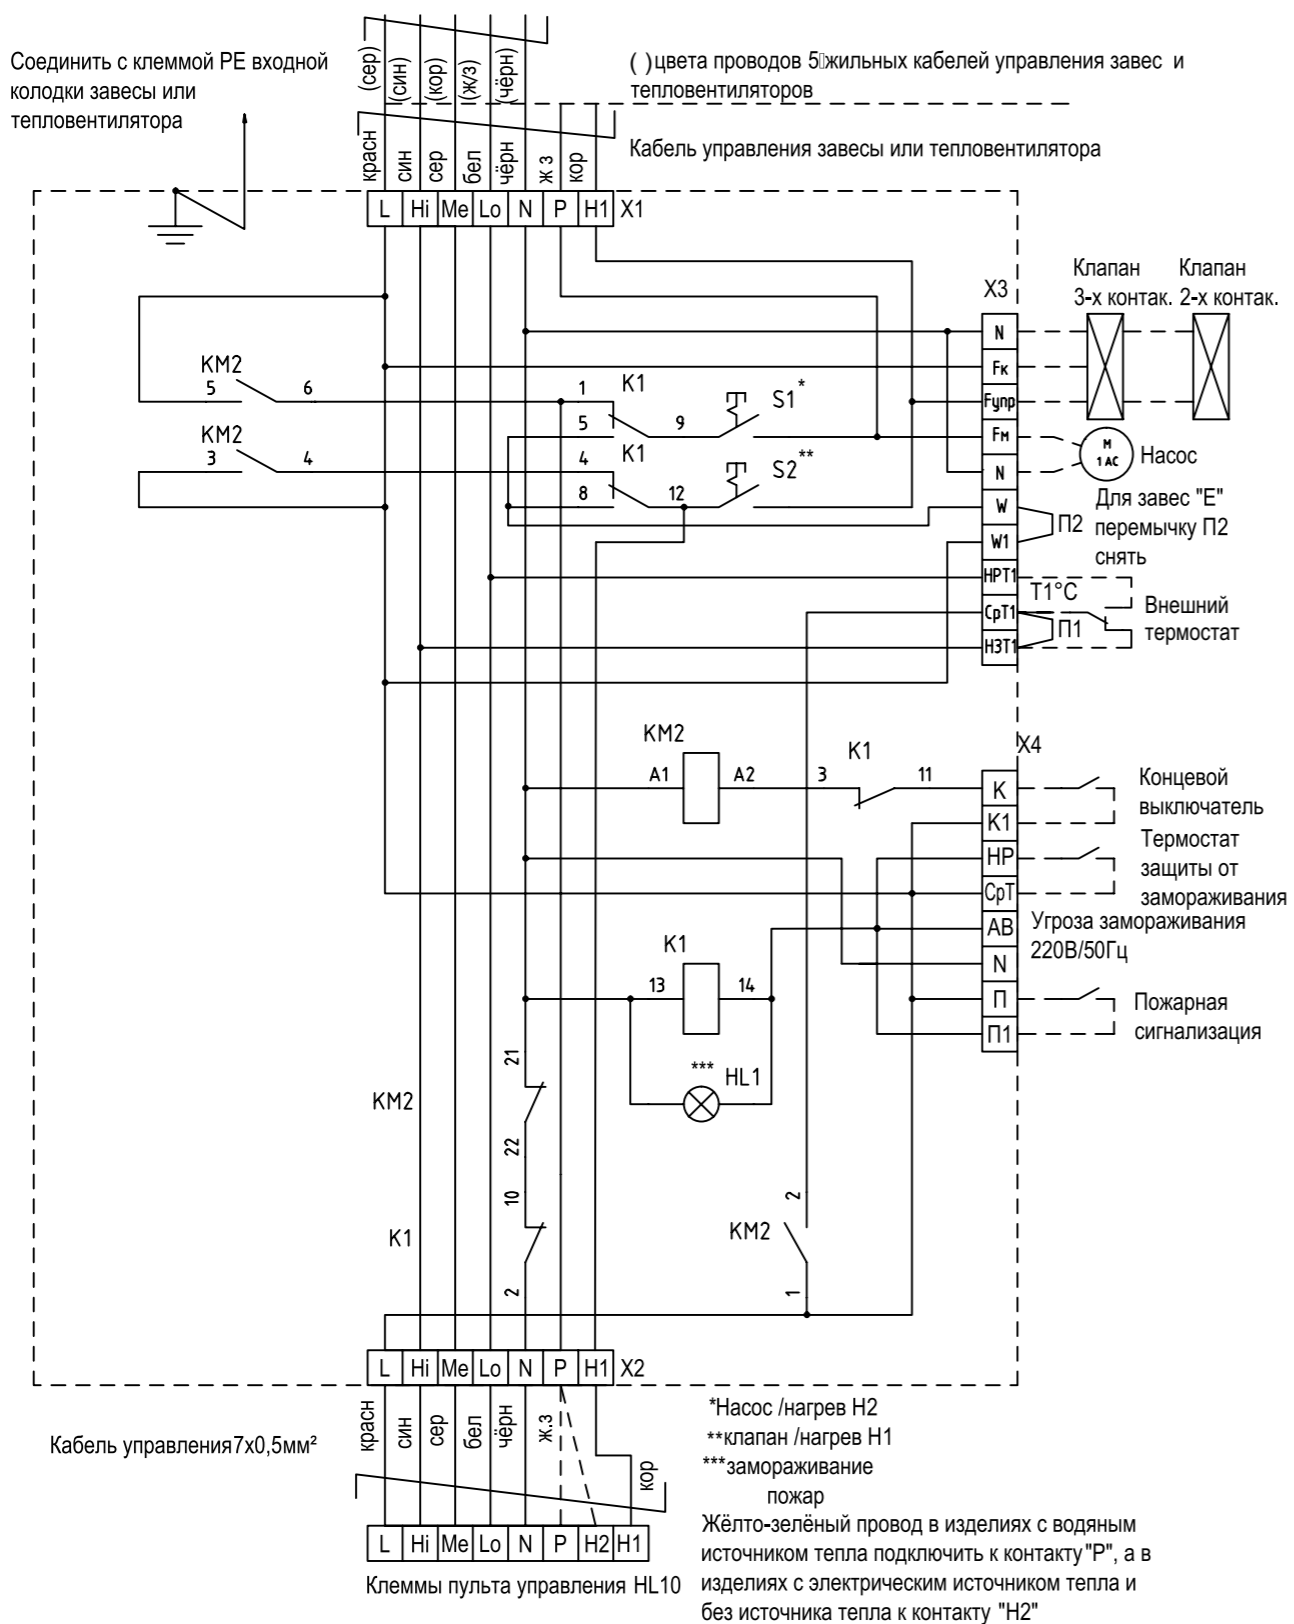 Соединить с клеммой PE входной
колодки завесы или
тепловентилятора
(сер)
(син)
(кор)
(ж/з)
(чёрн)
( )цвета проводов 5жильных кабелей управления завес и
тепловентиляторов
Кабель управления завесы или тепловентилятора
красн
син
сер
бел
чёрн
ж з
кор
L Hi Me Lo N P H1 X1
Клапан
3-х контак.
Клапан
2-х контак.
X3
N
Fк
Fупр
Fм
N
W
W1
НРТ1
СрТ1
НЗТ1
KM2
5 6
KM2
3 4
1 K1
5 9 S1*
K1
4
8 12 S2**
M
1 AC
Насос
Для завес "Е"
перемычку П2
снять
П2
T1°C
П1
Внешний
термостат
KM2
A1 A2
K1
3 11
X4
K
K1
НР
СрТ
АВ
N
П
П1
Концевой
выключатель
Термостат
защиты от
замораживания
Угроза замораживания
220В/50Гц
Пожарная
сигнализация
K1
13 14
*** HL1
21
KM2
22
10
K1
2
2
KM2
1
L Hi Me Lo N P H1 X2
красн
син
сер
бел
чёрн
ж.з
кор
Кабель управления7х0,5мм²
*Насос /нагрев Н2
**клапан /нагрев Н1
***замораживание
пожар
L Hi Me Lo N P H2 H1
Клеммы пульта управления HL10
Жёлто-зелёный провод в изделиях с водяным
источником тепла подключить к контакту"Р", а в
изделиях с электрическим источником тепла и
без источника тепла к контакту "Н2"